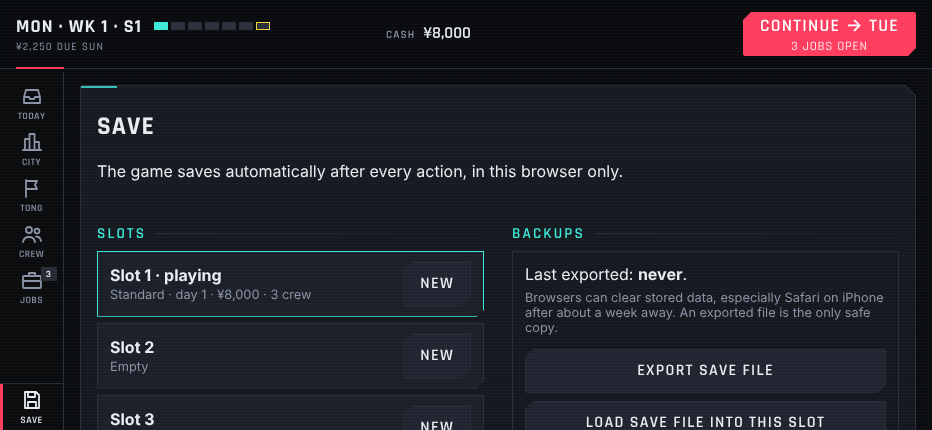 MON · WK 1 · S1
¥2,250 DUE SUN
CASH ¥8,000
CONTINUE → TUE
3 JOBS OPEN
TODAY
CITY
TONG
CREW
3
JOBS
SAVE
SAVE
The game saves automatically after every action, in this browser only.
SLOTS
Slot 1 · playing
Standard · day 1 · ¥8,000 · 3 crew
NEW
Slot 2
Empty
NEW
Slot 3
NEW
BACKUPS
Last exported: never.
Browsers can clear stored data, especially Safari on iPhone
after about a week away. An exported file is the only safe
copy.
EXPORT SAVE FILE
LOAD SAVE FILE INTO THIS SLOT